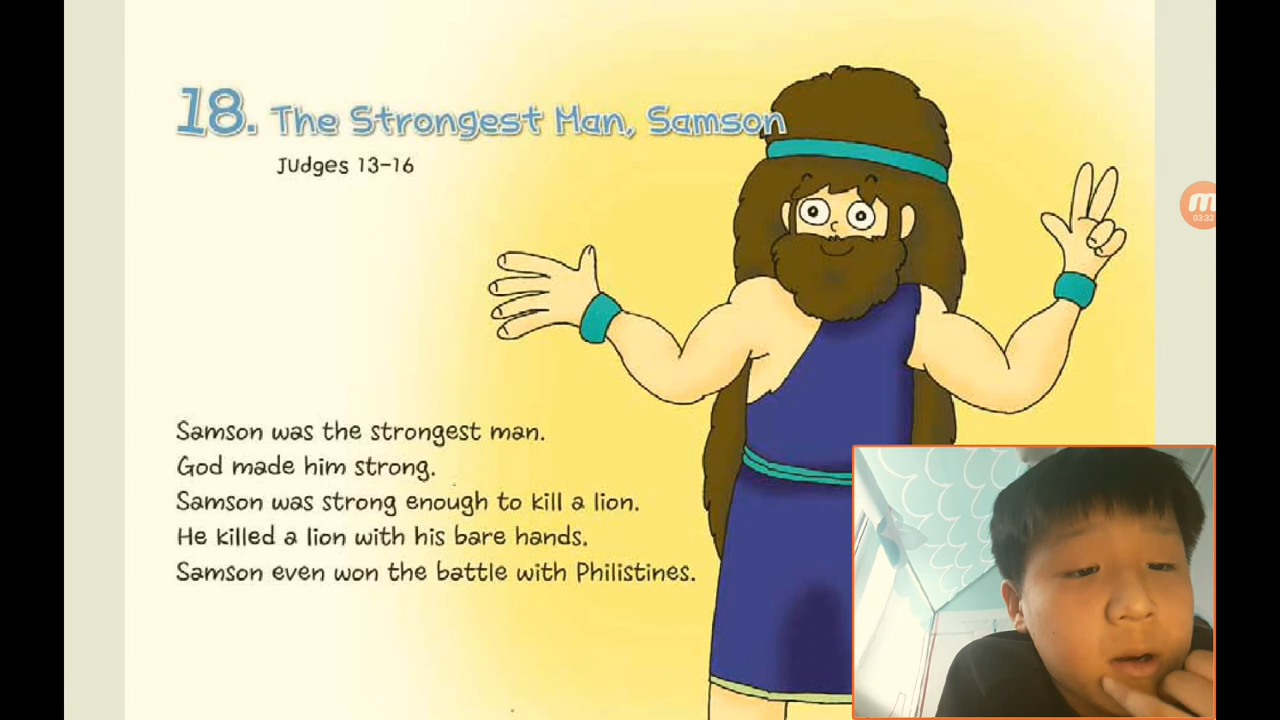 18. The Strongest Man, Samson
Judges 13-16
03:32
Samson was the strongest man.
God made him strong.
Samson was strong enough to kill a lion.
He killed a lion with his bare hands.
Samson even won the battle with Philistines.